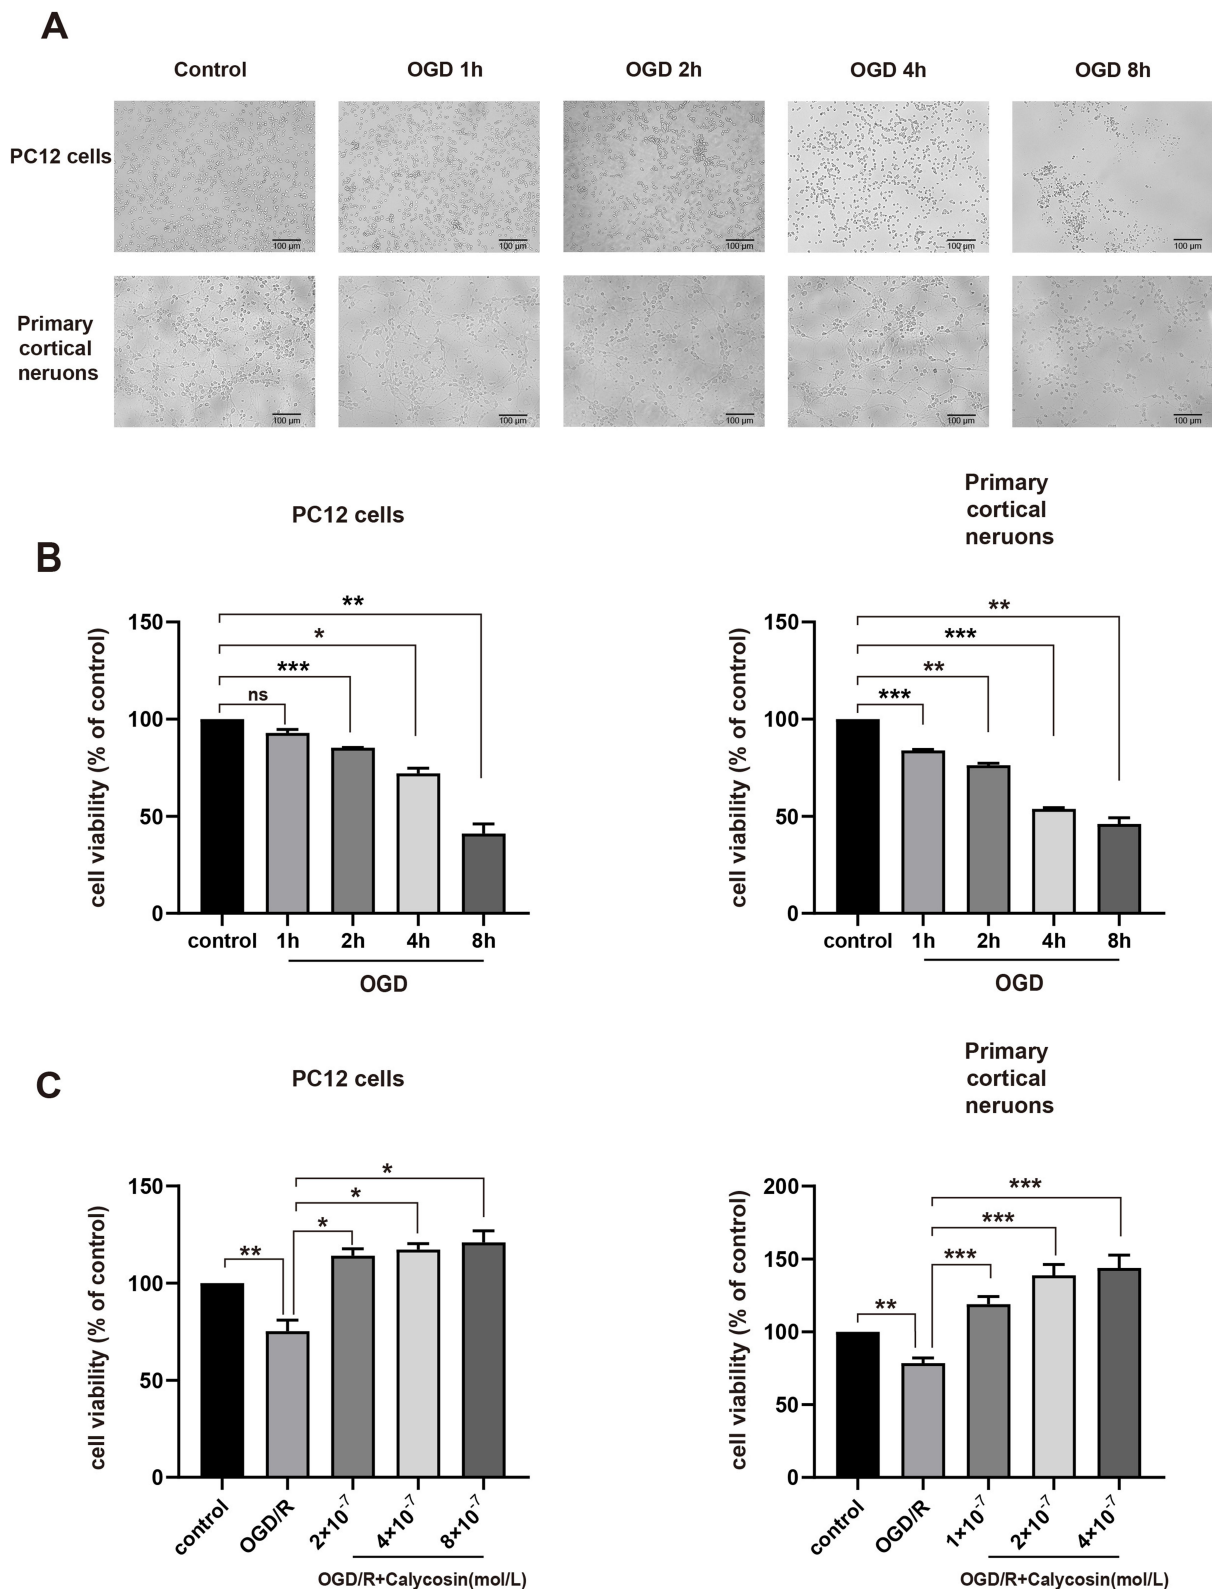 A
Control OGD 1h OGD 2h OGD 4h OGD 8h
PC12 cells
100 μm 100 μm 100 μm 100 μm 100 μm
Primary
cortical
neruons
100 μm 100 μm 100 μm 100 μm 100 μm
B
PC12 cells
cell viability (% of control)
150
100
50
0
ns
***
*
**
control 1h 2h 4h 8h
OGD
Primary
cortical
neruons
cell viability (% of control)
150
100
50
0
***
**
***
**
control 1h 2h 4h 8h
OGD
C
PC12 cells
cell viability (% of control)
150
100
50
0
**
*
*
*
control OGD/R 2×10⁻⁷ 4×10⁻⁷ 8×10⁻⁷
OGD/R+Calycosin(mol/L)
Primary
cortical
neruons
cell viability (% of control)
200
150
100
50
0
**
***
***
***
control OGD/R 1×10⁻⁷ 2×10⁻⁷ 4×10⁻⁷
OGD/R+Calycosin(mol/L)